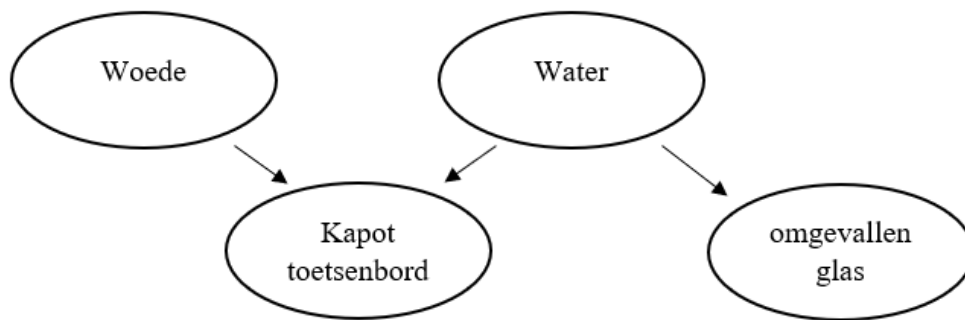 Woede
Water
Kapot
toetsenbord
omgevallen
glas